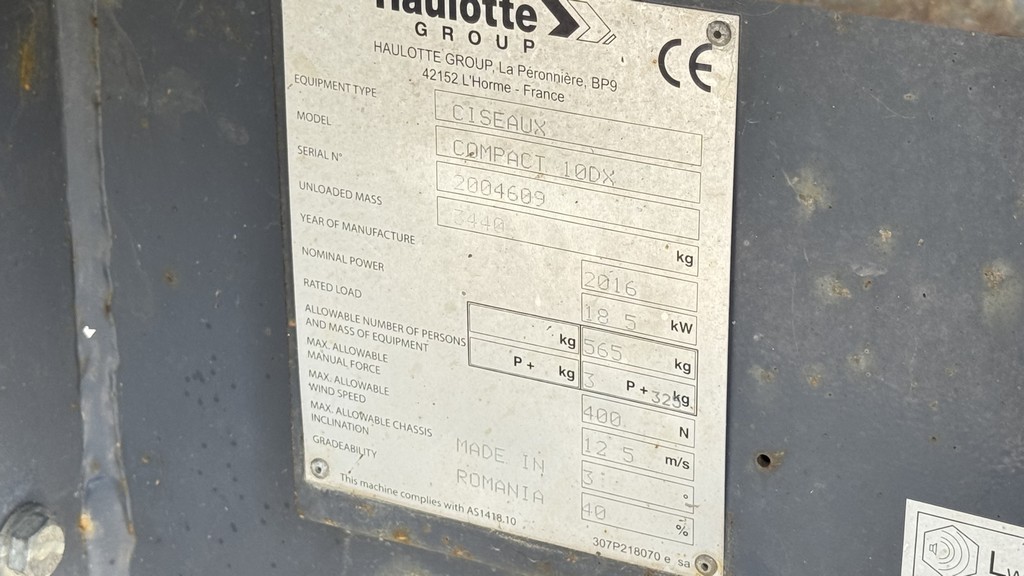 Haulotte
GROUP
HAULOTTE GROUP, La Péronnière, BP9
42152 L'Horme - France
CE
EQUIPMENT TYPE CISEAUX
MODEL COMPACT 10DX
SERIAL N° 2004609
UNLOADED MASS 3440 kg
YEAR OF MANUFACTURE 2016
NOMINAL POWER 18 5 kW
RATED LOAD kg 565 kg
ALLOWABLE NUMBER OF PERSONS
AND MASS OF EQUIPMENT P + kg 3 P + 325 kg
MAX. ALLOWABLE
MANUAL FORCE 400 N
MAX. ALLOWABLE
WIND SPEED 12 5 m/s
MAX. ALLOWABLE CHASSIS
INCLINATION 3 °
GRADEABILITY 40 %
MADE IN
ROMANIA
This machine complies with AS1418.10
307P218070 e sa